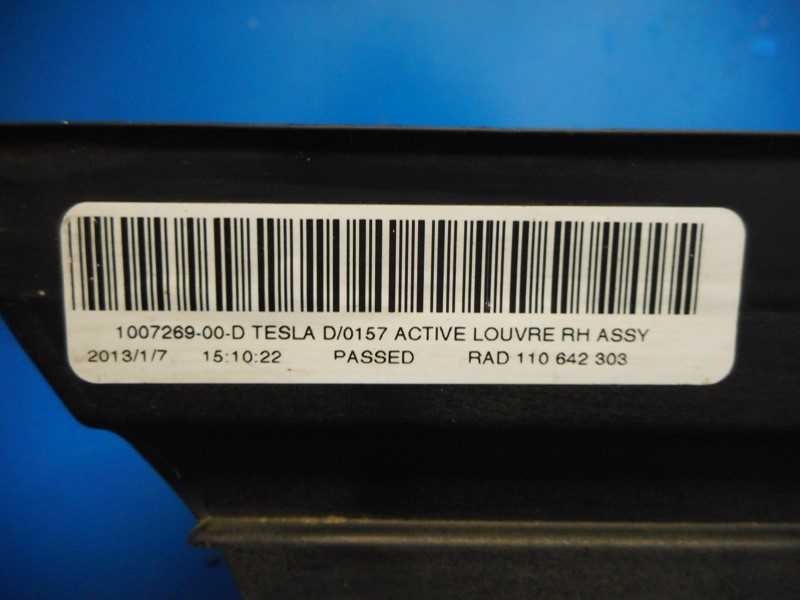 1007269-00-D TESLA D/0157 ACTIVE LOUVRE RH ASSY
2013/1/7 15:10:22 PASSED RAD 110 642 303